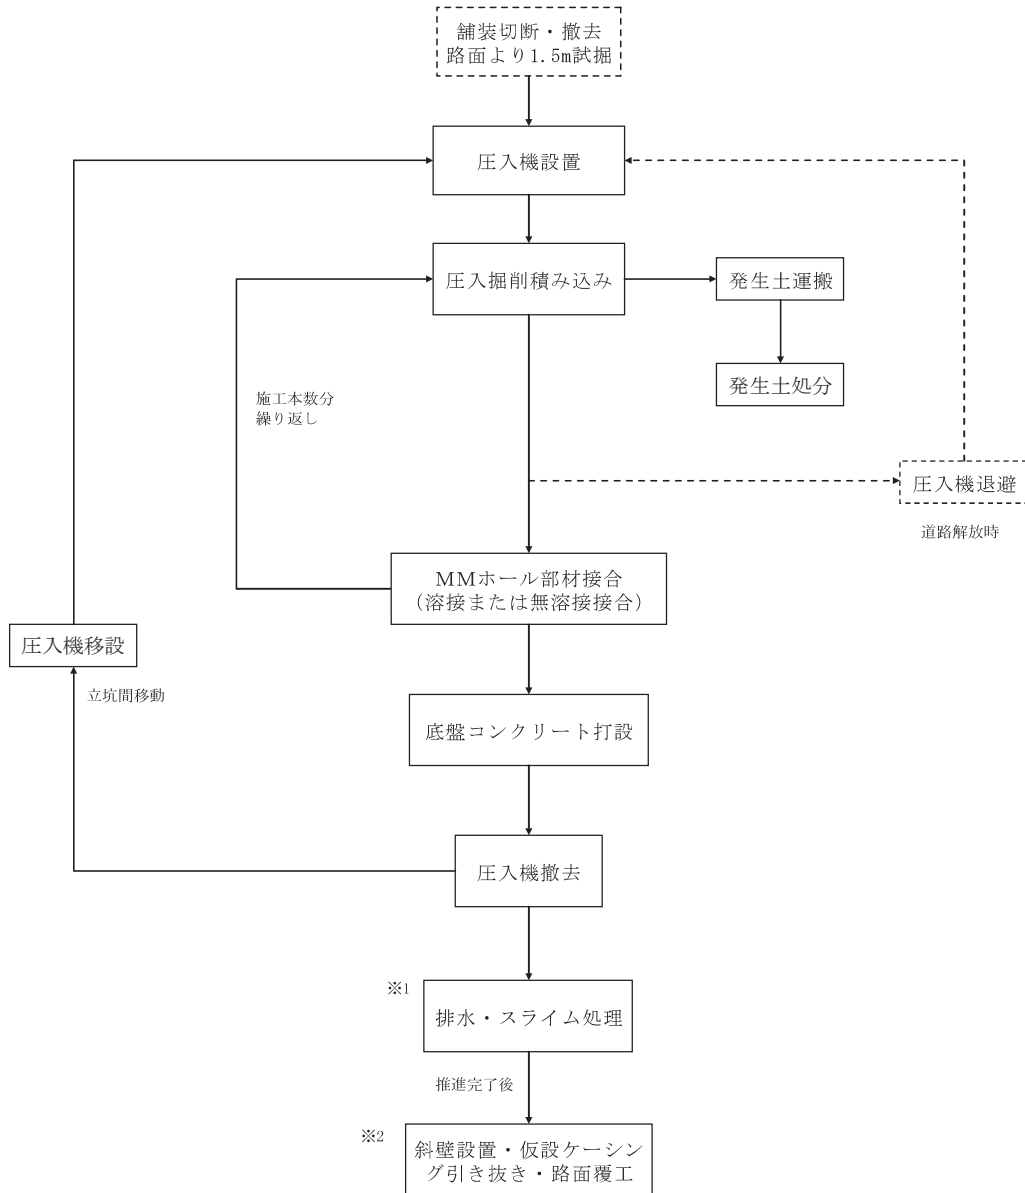 舗装切断・撤去
路面より1.5m試掘
圧入機設置
圧入掘削積み込み
発生土運搬
発生土処分
施工本数分
繰り返し
圧入機退避
道路解放時
MMホール部材接合
（溶接または無溶接接合）
圧入機移設
立坑間移動
底盤コンクリート打設
圧入機撤去
※1
排水・スライム処理
推進完了後
※2
斜壁設置・仮設ケーシン
グ引き抜き・路面覆工